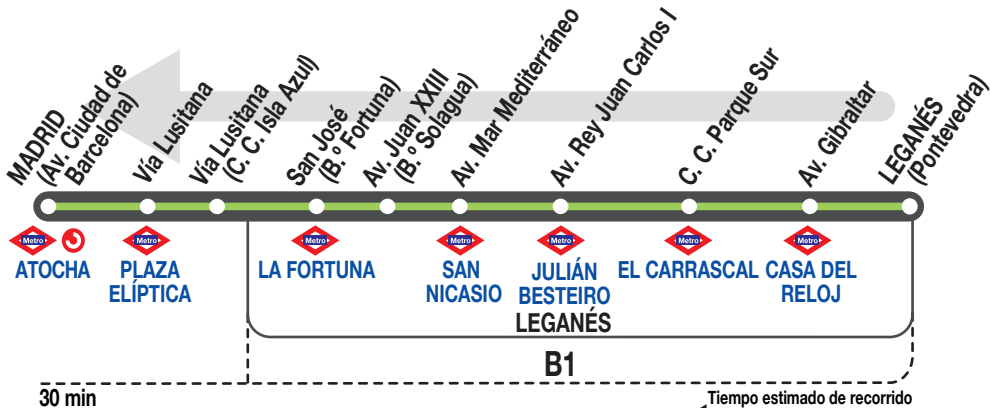 MADRID
(Av. Ciudad de
Barcelona)
Vía Lusitana
Vía Lusitana
(C. C. Isla Azul)
San José
(B.º Fortuna)
Av. Juan XXIII
(B.º Solagua)
Av. Mar Mediterráneo
Av. Rey Juan Carlos I
C. C. Parque Sur
Av. Gibraltar
LEGANÉS
(Pontevedra)
Metro
Metro
Metro
Metro
Metro
Metro
Metro
ATOCHA
PLAZA
ELÍPTICA
LA FORTUNA
SAN
NICASIO
JULIÁN
BESTEIRO
EL CARRASCAL
CASA DEL
RELOJ
LEGANÉS
B1
30 min
Tiempo estimado de recorrido